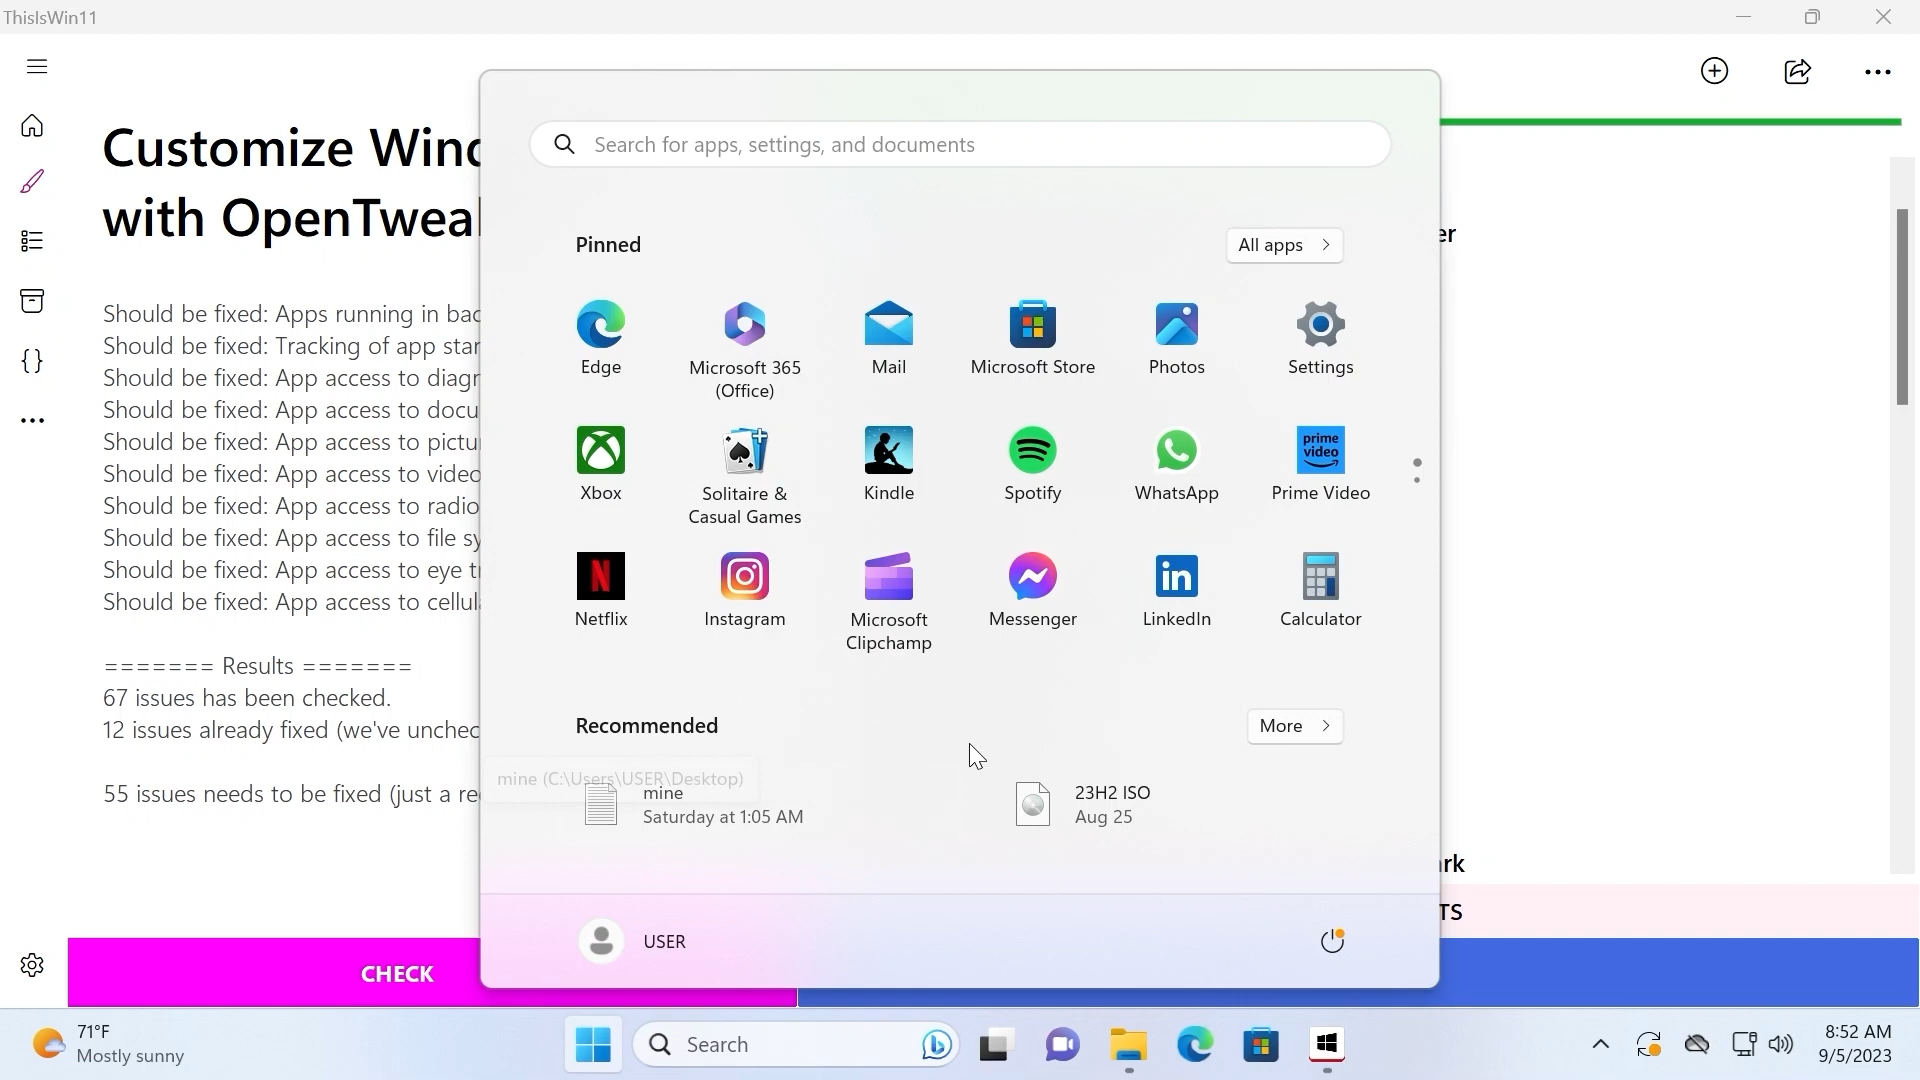 ThisIsWin11
Customize Wind
with OpenTweak
Should be fixed: Apps running in bac
Should be fixed: Tracking of app star
Should be fixed: App access to diagr
Should be fixed: App access to docu
Should be fixed: App access to pictu
Should be fixed: App access to video
Should be fixed: App access to radio
Should be fixed: App access to file sy
Should be fixed: App access to eye t
Should be fixed: App access to cellul
======= Results =======
67 issues has been checked.
12 issues already fixed (we've unchec
55 issues needs to be fixed (just a re
CHECK
Search for apps, settings, and documents
Pinned
All apps
Edge
Microsoft 365
(Office)
Mail
Microsoft Store
Photos
Settings
Xbox
Solitaire &
Casual Games
Kindle
Spotify
WhatsApp
prime
video
Prime Video
Netflix
Instagram
Microsoft
Clipchamp
Messenger
in
LinkedIn
Calculator
Recommended
More
mine (C:\Users\USER\Desktop)
mine
Saturday at 1:05 AM
23H2 ISO
Aug 25
USER
er
rk
TS
71°F
Mostly sunny
Search
8:52 AM
9/5/2023